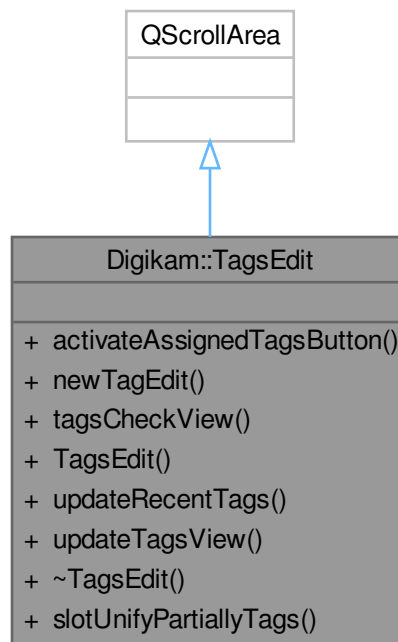 QScrollArea
Digikam::TagsEdit
+ activateAssignedTagsButton()
+ newTagEdit()
+ tagsCheckView()
+ TagsEdit()
+ updateRecentTags()
+ updateTagsView()
+ ~TagsEdit()
+ slotUnifyPartiallyTags()